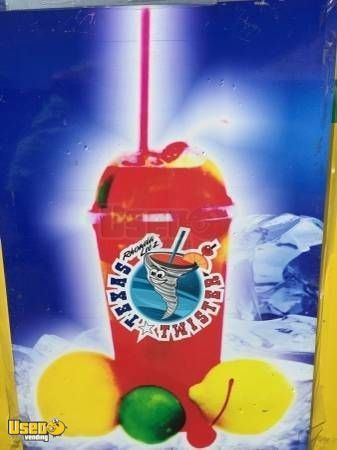 TEXAS
TWISTER
Used
vending